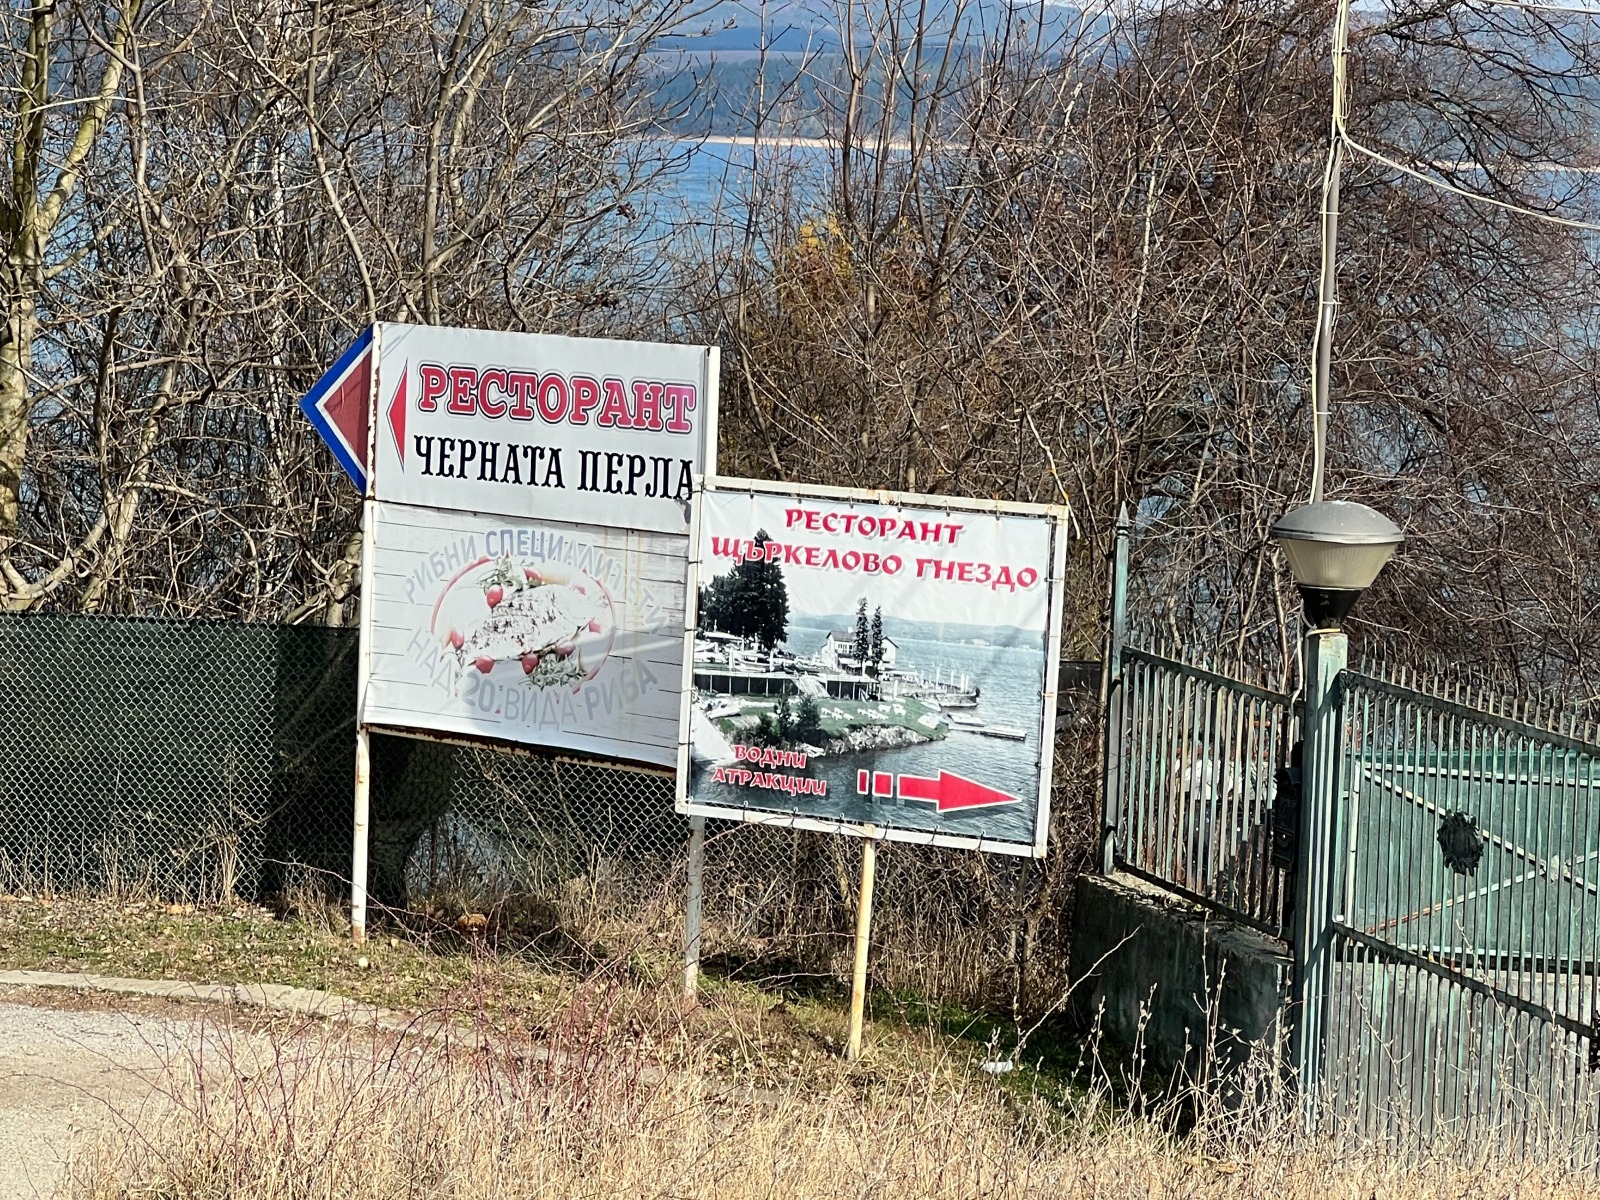 РЕСТОРАНТ
ЧЕРНАТА ПЕРЛА
РИБНИ СПЕЦИАЛИТЕТИ
НАД 20 ВИДА РИБА
РЕСТОРАНТ
ЩЪРКЕЛОВО ГНЕЗДО
ВОДНИ
АТРАКЦИИ